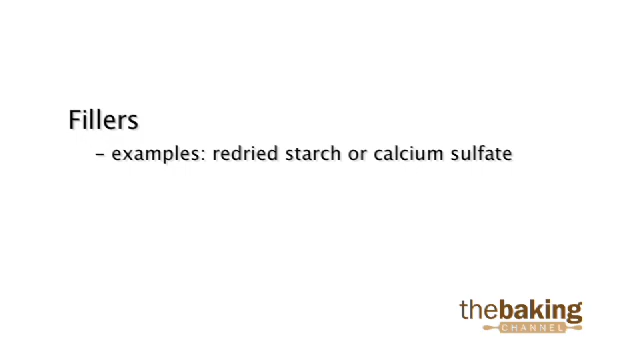 Fillers
– examples: redried starch or calcium sulfate
thebaking
CHANNEL